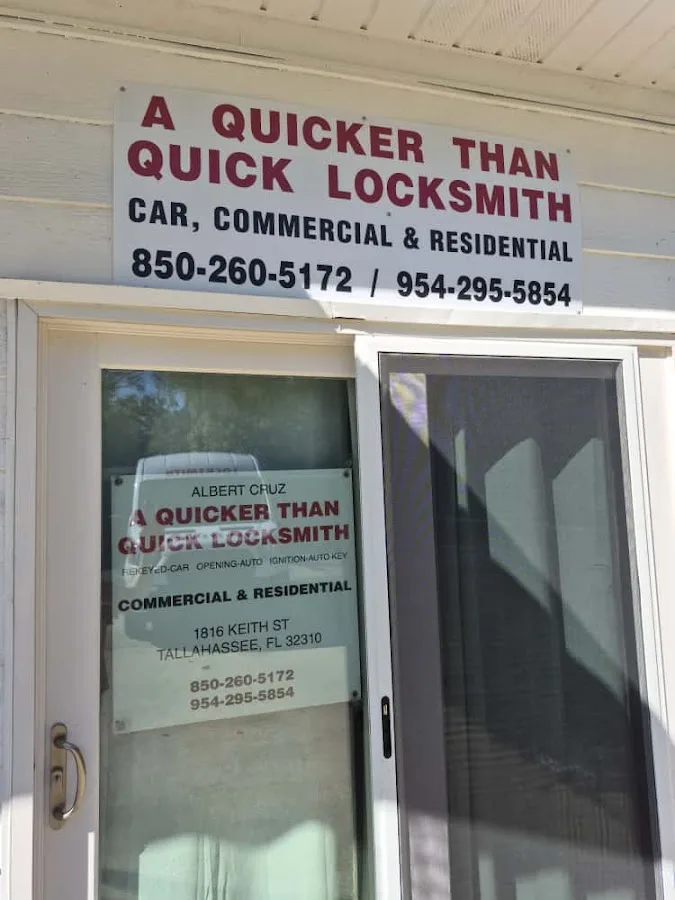 A QUICKER THAN
QUICK LOCKSMITH
CAR, COMMERCIAL & RESIDENTIAL
850-260-5172 / 954-295-5854
ALBERT CRUZ
A QUICKER THAN
QUICK LOCKSMITH
REKEYED-CAR OPENING-AUTO IGNITION-AUTO KEY
COMMERCIAL & RESIDENTIAL
1816 KEITH ST
TALLAHASSEE, FL 32310
850-260-5172
954-295-5854